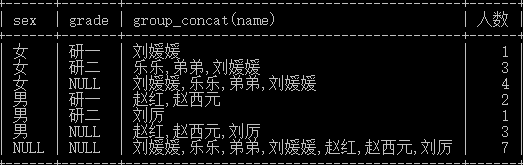 sex grade group_concat(name) 人数
女 研一 刘媛媛 1
女 研二 乐乐,弟弟,刘媛媛 3
女 NULL 刘媛媛,乐乐,弟弟,刘媛媛 4
男 研一 赵红,赵西元 2
男 研二 刘厉 1
男 NULL 赵红,赵西元,刘厉 3
NULL NULL 刘媛媛,乐乐,弟弟,刘媛媛,赵红,赵西元,刘厉 7